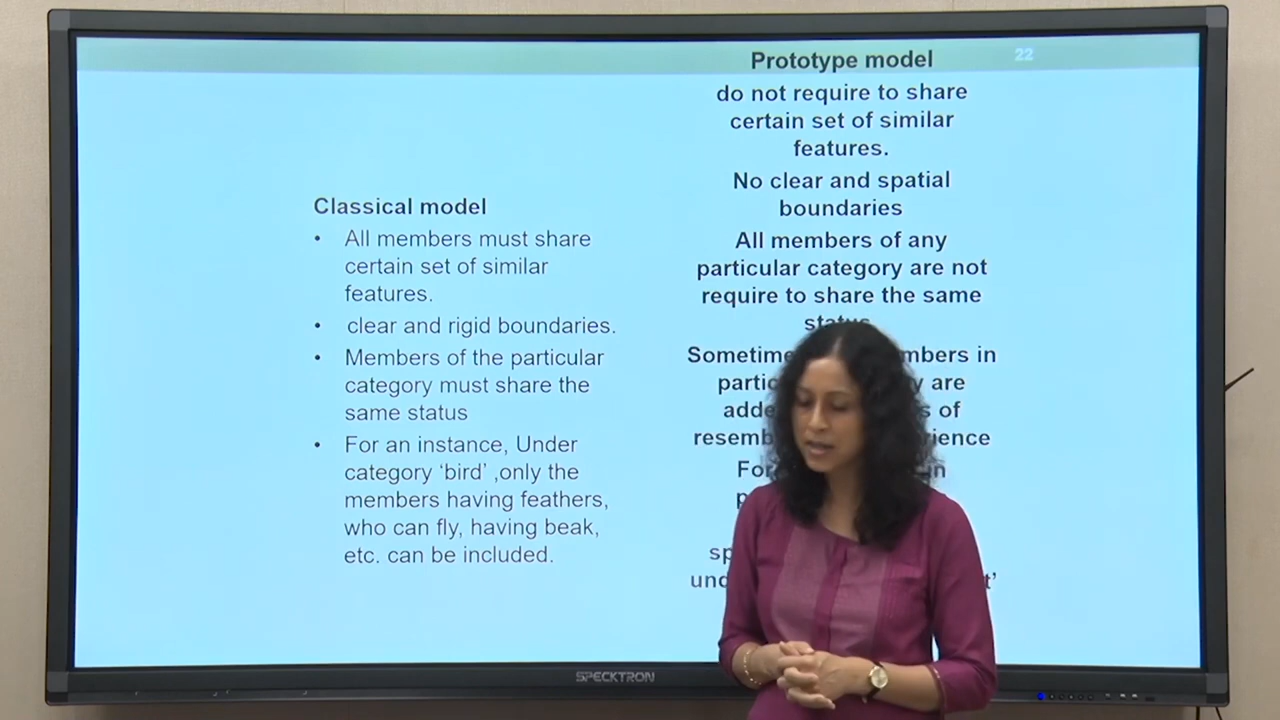 22
Classical model
• All members must share
certain set of similar
features.
• clear and rigid boundaries.
• Members of the particular
category must share the
same status
• For an instance, Under
category ‘bird’ ,only the
members having feathers,
who can fly, having beak,
etc. can be included.
Prototype model
do not require to share
certain set of similar
features.
No clear and spatial
boundaries
All members of any
particular category are not
require to share the same
status
in
are
of
SPECKTRON